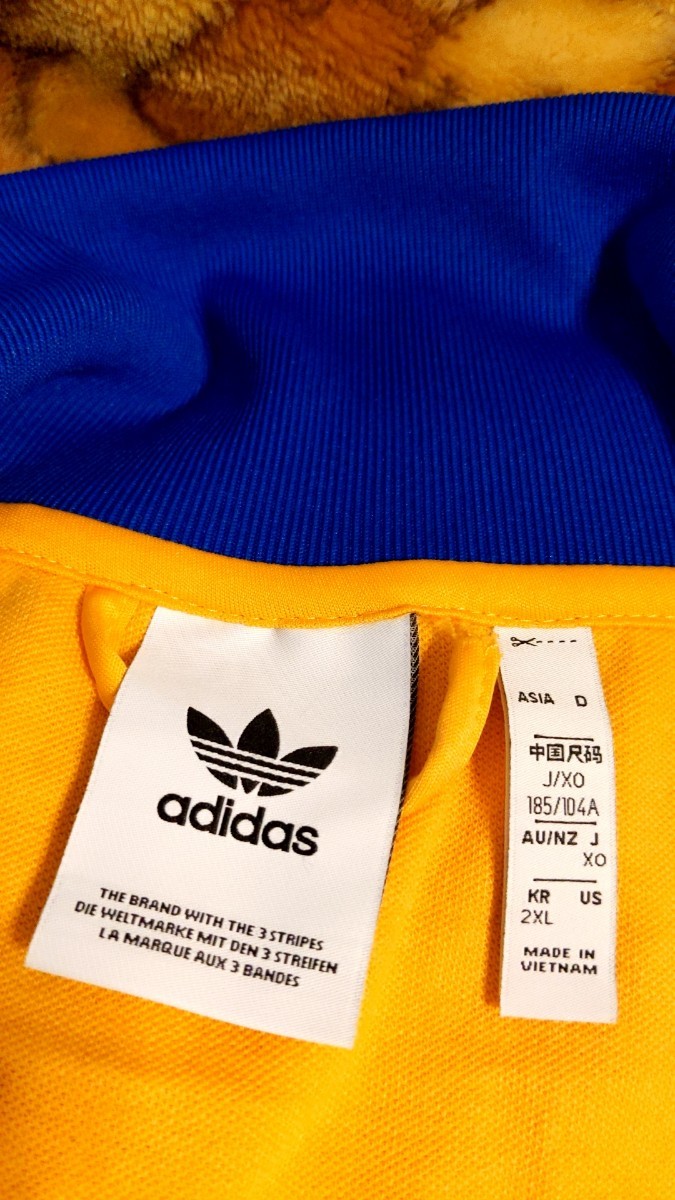 adidas
THE BRAND WITH THE 3 STRIPES
DIE WELTMARKE MIT DEN 3 STREIFEN
LA MARQUE AUX 3 BANDES
ASIA D
中国尺码
J/XO
185/104A
AU/NZ J
XO
KR US
2XL
MADE IN
VIETNAM